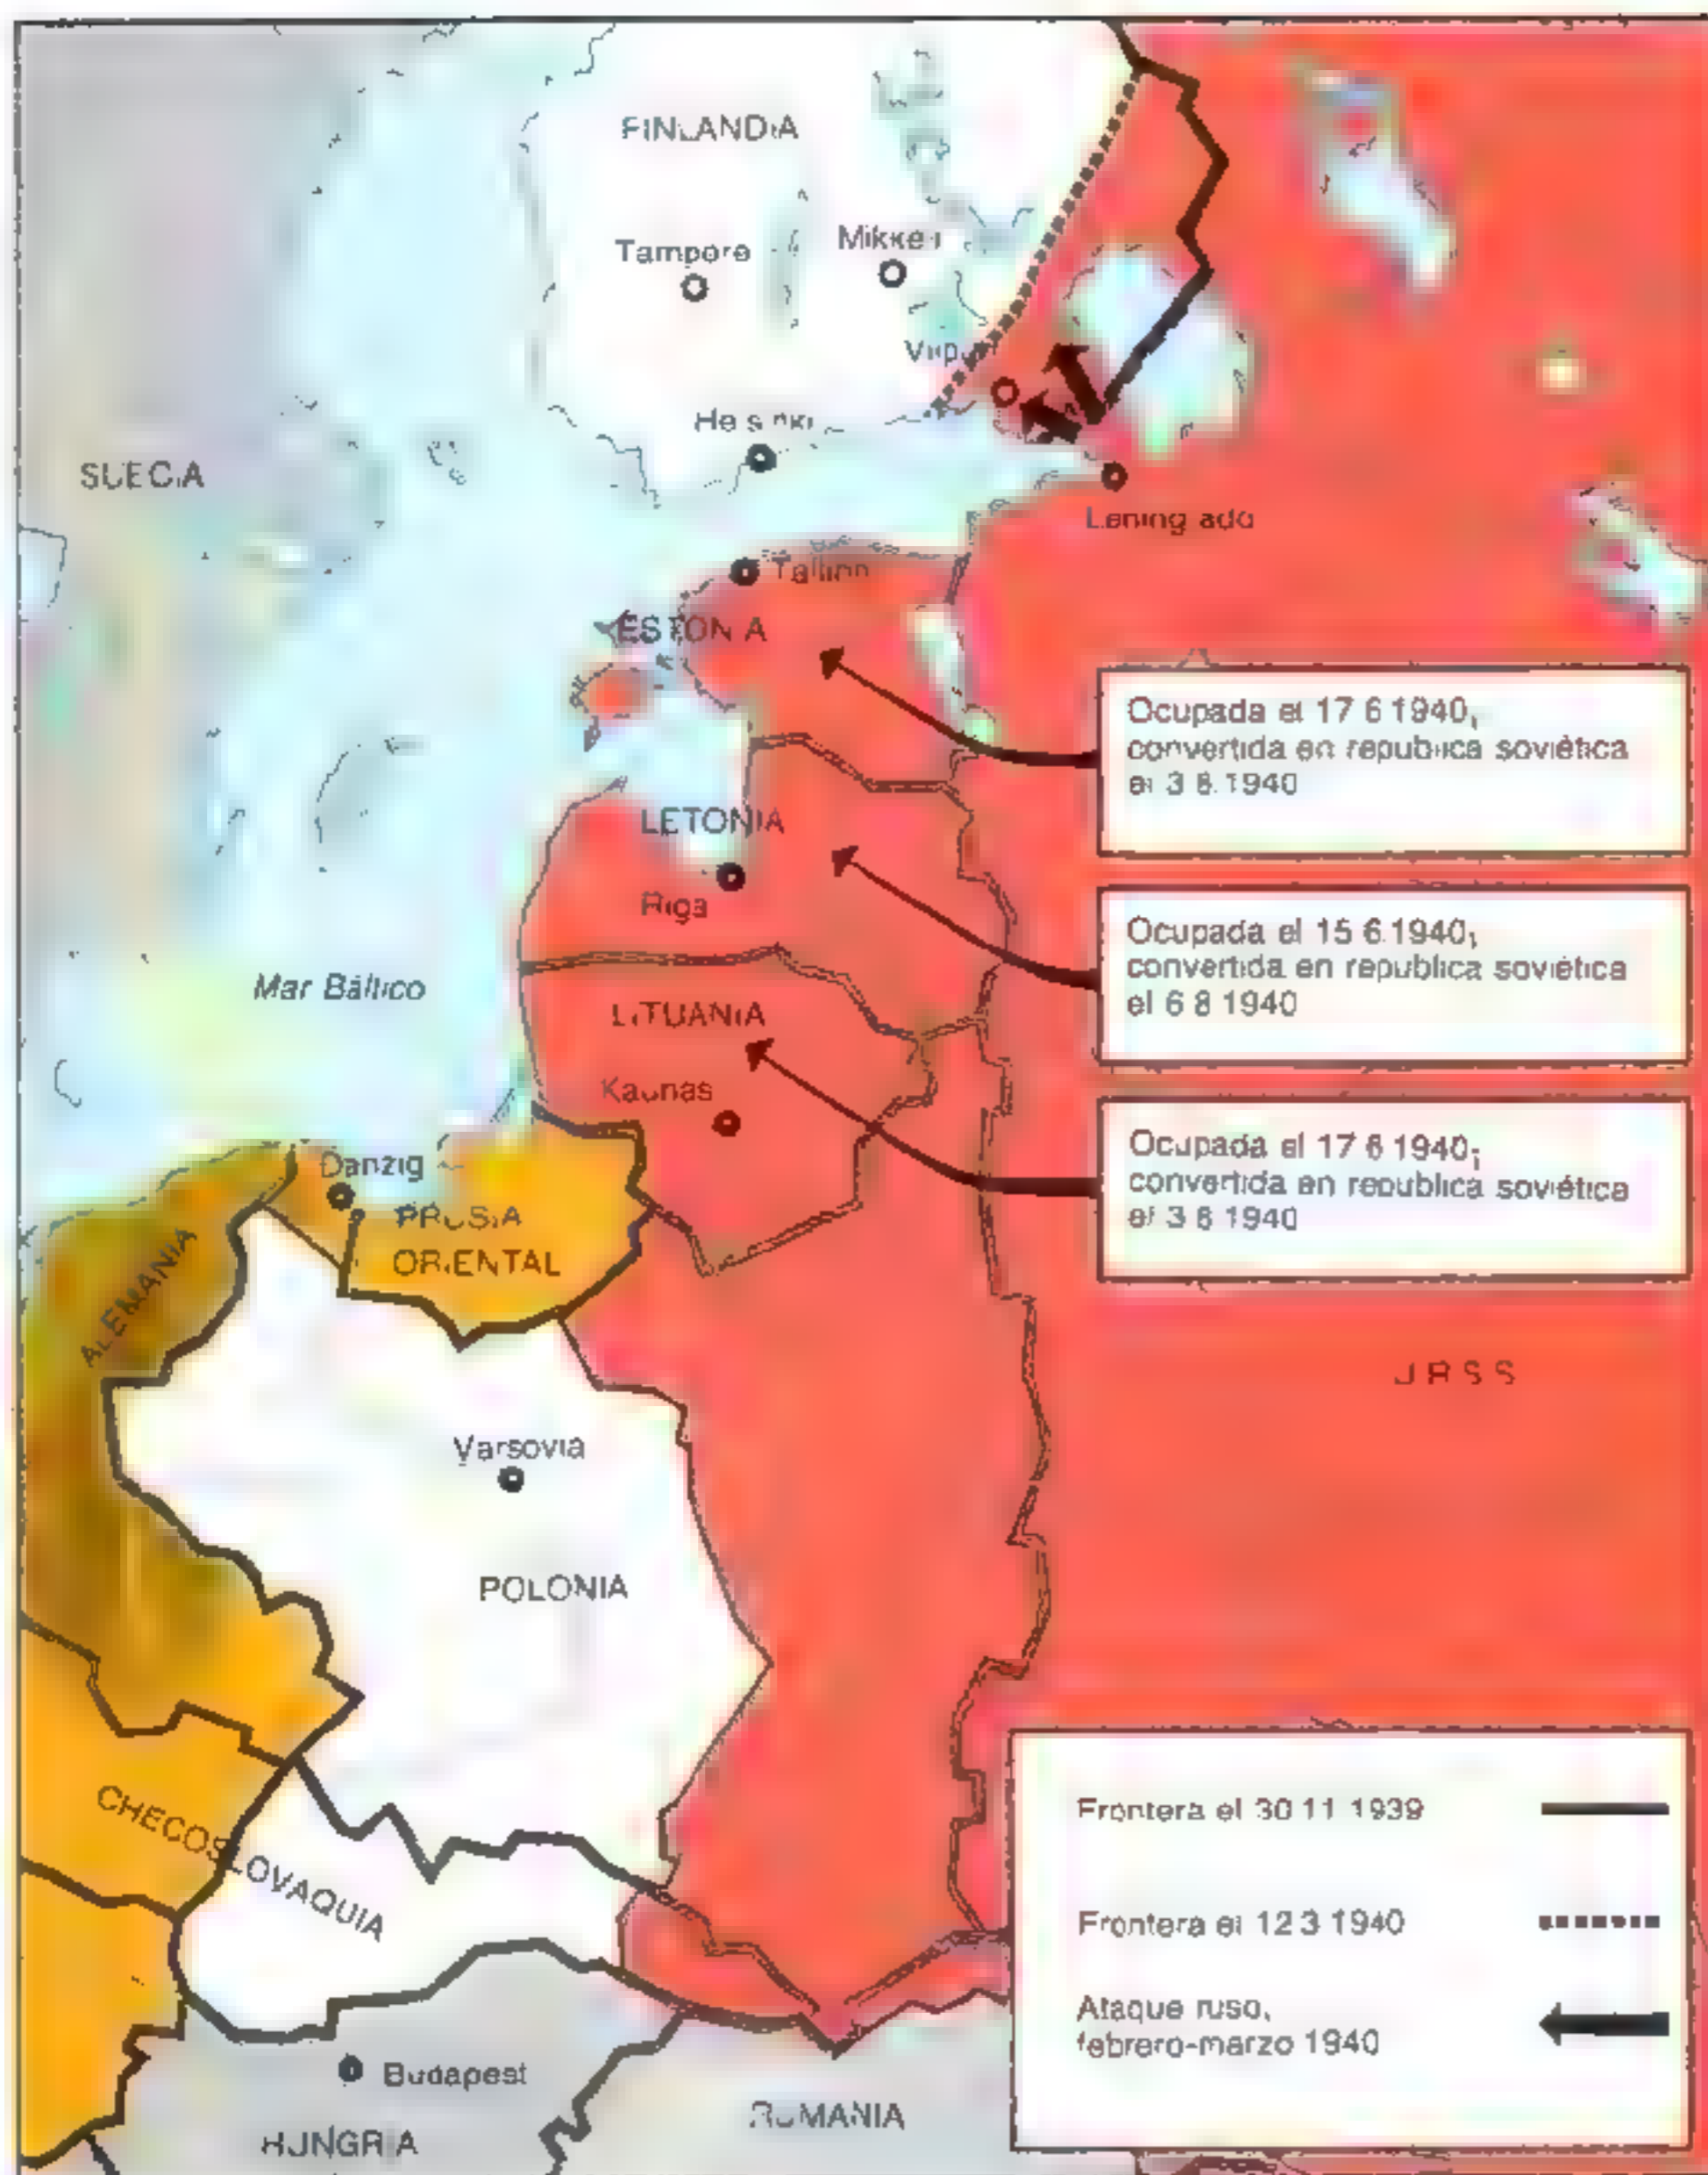 FINLANDIA
Tampore
Mikkeli
Helsinki
SUECIA
Leningrado
Tallinn
ESTONIA
Ocupada el 17 6 1940,
convertida en republica soviética
el 3 8.1940
LETONIA
Riga
Ocupada el 15 6.1940,
convertida en republica soviética
el 6 8 1940
Mar Báltico
LITUANIA
Kaunas
Ocupada el 17 6 1940;
convertida en republica soviética
el 3 8 1940
Danzig
PRUSIA
ORIENTAL
ALEMANIA
U R S S
Varsovia
POLONIA
CHECOSLOVAQUIA
Frontera el 30 11 1939
Frontera el 12 3 1940
Ataque ruso,
febrero-marzo 1940
Budapest
HUNGRIA
RUMANIA